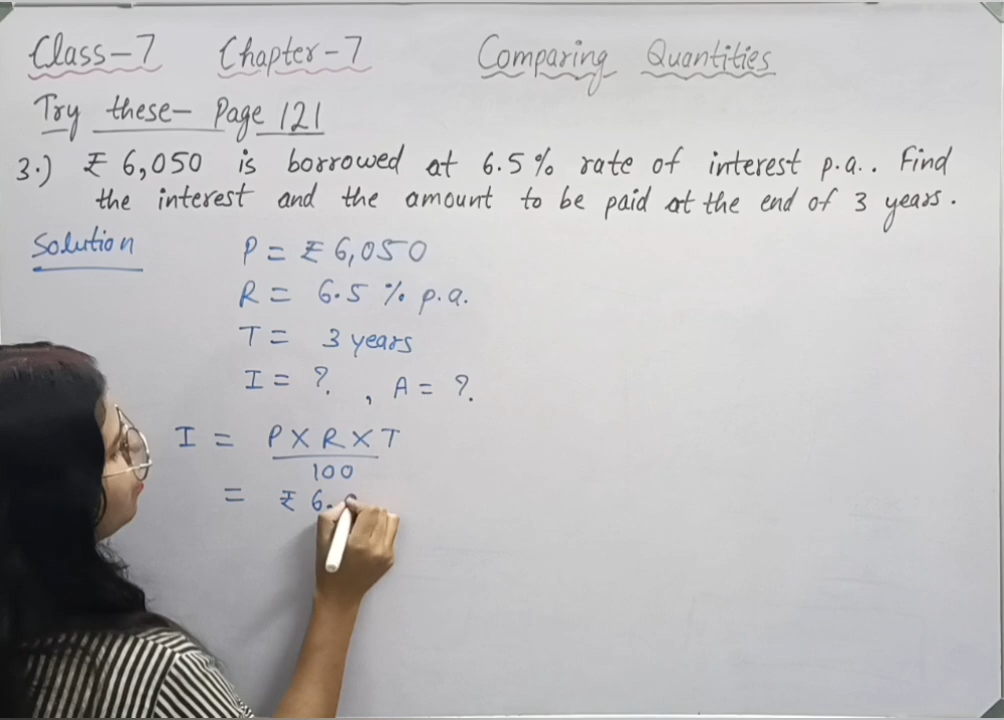 Class-7 Chapter-7 Comparing Quantities
Try these- Page 121
3.) ₹ 6,050 is borrowed at 6.5% rate of interest p.a.. Find
the interest and the amount to be paid at the end of 3 years.
Solution P = ₹ 6,050
R = 6.5 % p.a.
T = 3 years
I = ? , A = ?
I = P X R X T
100
= ₹ 6,0